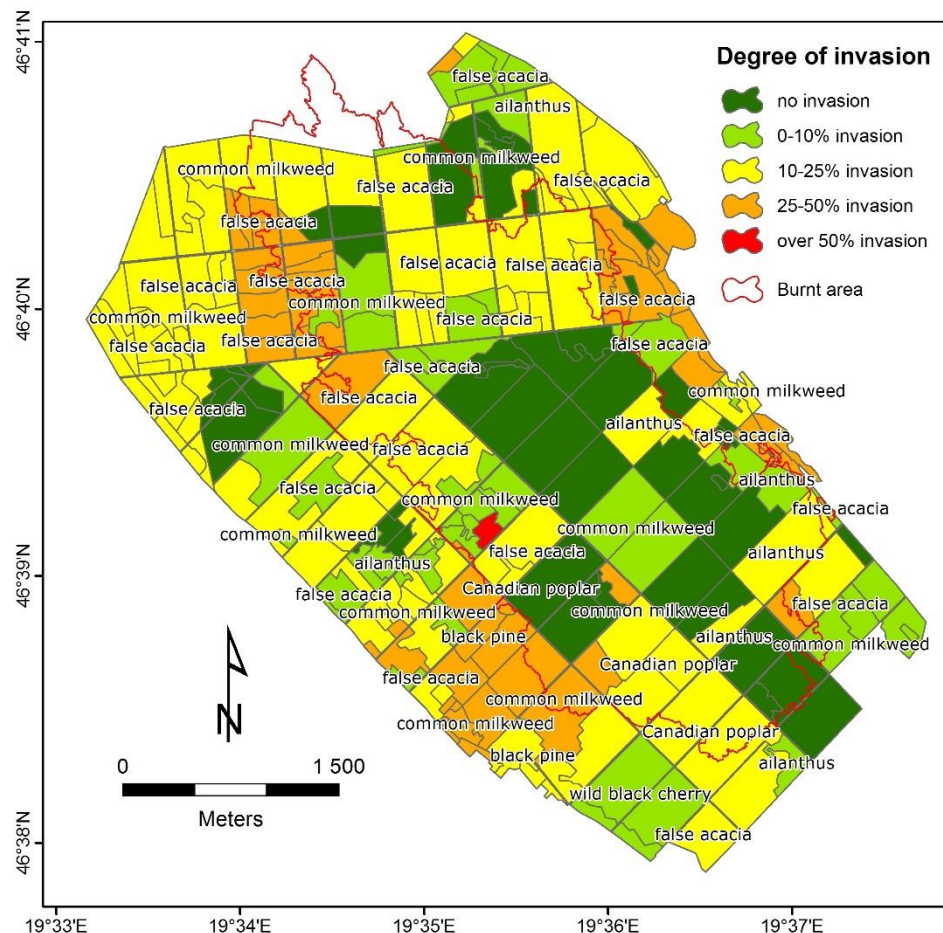 46°41'N
46°40'N
46°39'N
46°38'N
Degree of invasion
no invasion
0-10% invasion
10-25% invasion
25-50% invasion
over 50% invasion
Burnt area
false acacia
ailanthus
common milkweed
common milkweed
false acacia
false acacia
false acacia
false acacia
false acacia
false acacia
false acacia
common milkweed
false acacia
common milkweed
false acacia
false acacia
false acacia
false acacia
false acacia
false acacia
common milkweed
false acacia
ailanthus
false acacia
common milkweed
false acacia
ailanthus
false acacia
common milkweed
false acacia
common milkweed
common milkweed
false acacia
ailanthus
ailanthus
Canadian poplar
false acacia
common milkweed
common milkweed
false acacia
black pine
ailanthus
common milkweed
Canadian poplar
false acacia
common milkweed
common milkweed
Canadian poplar
black pine
ailanthus
wild black cherry
false acacia
N
0
1 500
Meters
19°33'E
19°34'E
19°35'E
19°36'E
19°37'E